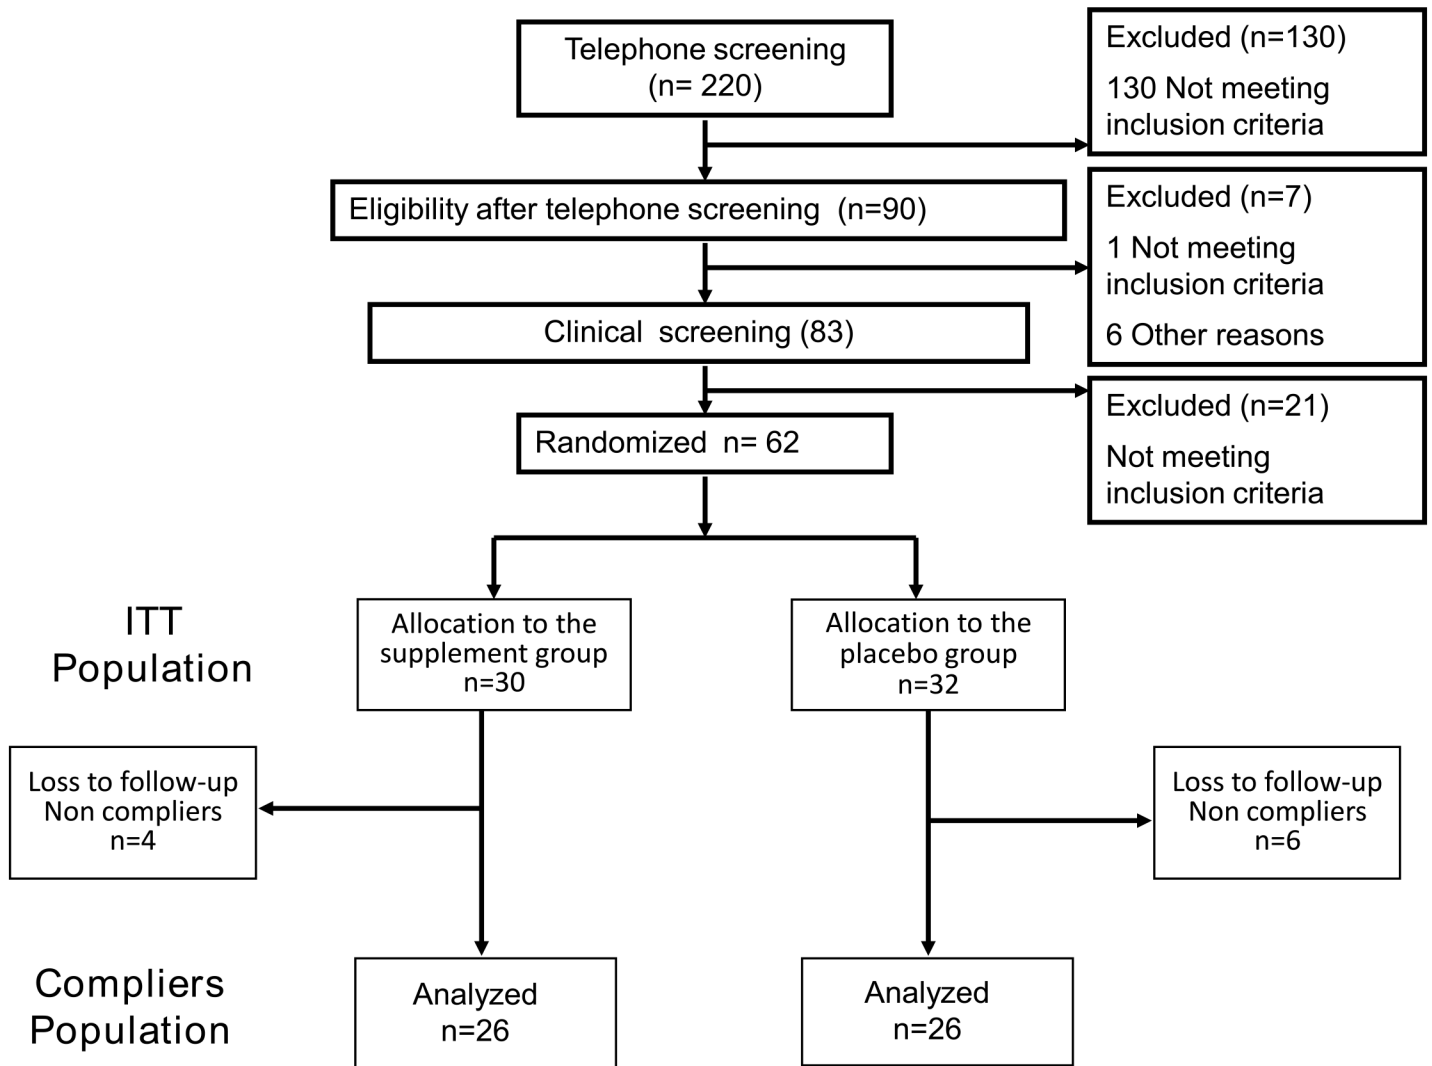 Telephone screening
(n= 220)
Excluded (n=130)
130 Not meeting
inclusion criteria
Eligibility after telephone screening (n=90)
Excluded (n=7)
1 Not meeting
inclusion criteria
6 Other reasons
Clinical screening (83)
Excluded (n=21)
Not meeting
inclusion criteria
Randomized n= 62
ITT
Population
Allocation to the
supplement group
n=30
Allocation to the
placebo group
n=32
Loss to follow-up
Non compliers
n=4
Loss to follow-up
Non compliers
n=6
Compliers
Population
Analyzed
n=26
Analyzed
n=26